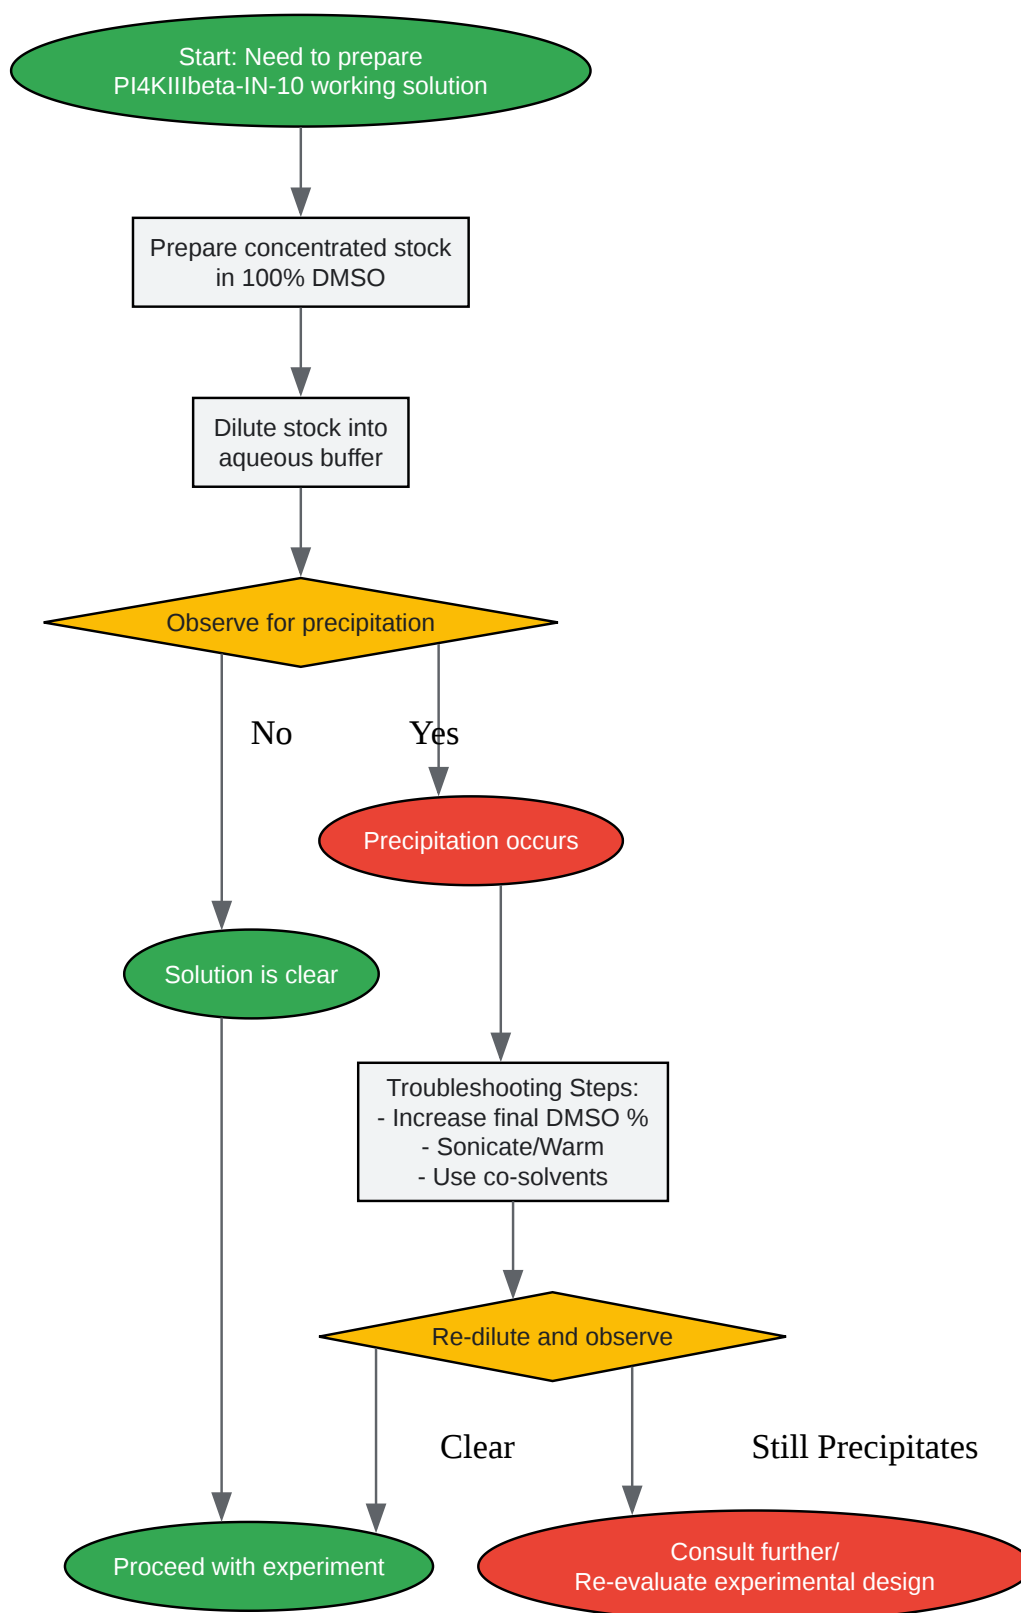 Start: Need to prepare
PI4KIIIbeta-IN-10 working solution
Prepare concentrated stock
in 100% DMSO
Dilute stock into
aqueous buffer
Observe for precipitation
No
Yes
Precipitation occurs
Solution is clear
Troubleshooting Steps:
- Increase final DMSO %
- Sonicate/Warm
- Use co-solvents
Re-dilute and observe
Clear
Still Precipitates
Proceed with experiment
Consult further/
Re-evaluate experimental design